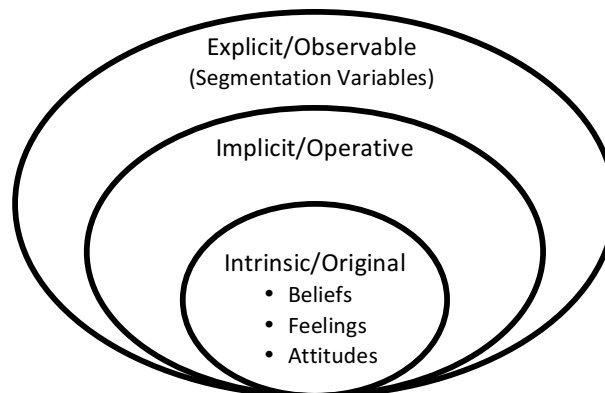 Explicit/Observable
(Segmentation Variables)
Implicit/Operative
Intrinsic/Original
• Beliefs
• Feelings
• Attitudes